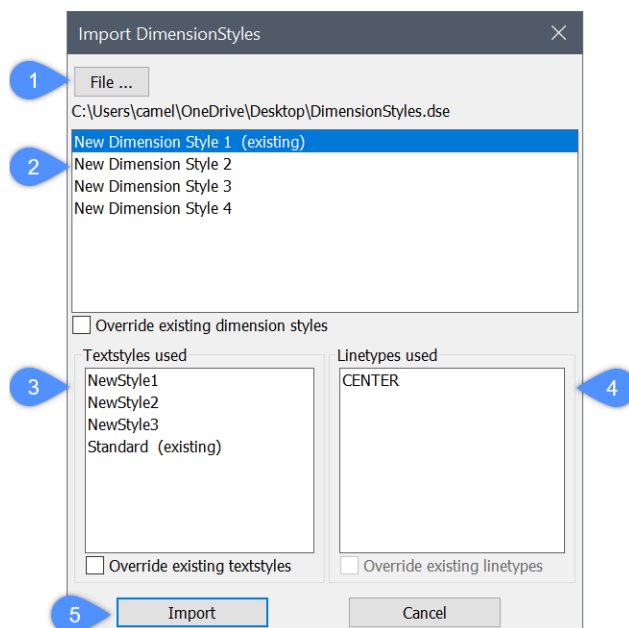 Import DimensionStyles
1
File ...
C:\Users\camel\OneDrive\Desktop\DimensionStyles.dse
New Dimension Style 1 (existing)
2
New Dimension Style 2
New Dimension Style 3
New Dimension Style 4
Override existing dimension styles
Textstyles used
3
NewStyle1
NewStyle2
NewStyle3
Standard (existing)
Override existing textstyles
Linetypes used
CENTER
4
Override existing linetypes
5
Import
Cancel